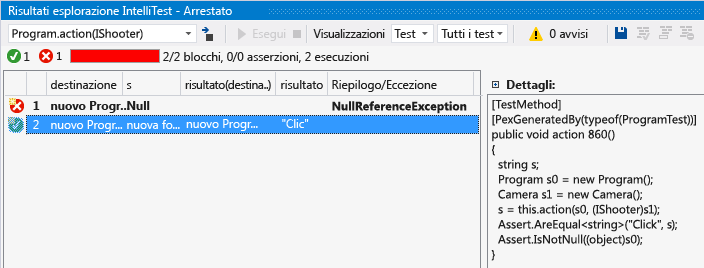 Risultati esplorazione IntelliTest - Arrestato
Program.action(IShooter) Esegui Visualizzazioni Test Tutti i test 0 avvisi
1 1 2/2 blocchi, 0/0 asserzioni, 2 esecuzioni
destinazione s risultato(destina..) risultato Riepilogo/Eccezione
1 nuovo Progr...Null NullReferenceException
2 nuovo Progr... nuova fo... nuovo Progr... "Clic"
Dettagli:
[TestMethod]
[PexGeneratedBy(typeof(ProgramTest))]
public void action 860()
{
string s;
Program s0 = new Program();
Camera s1 = new Camera();
s = this.action(s0, (IShooter)s1);
Assert.AreEqual<string>("Click", s);
Assert.IsNotNull((object)s0);
}